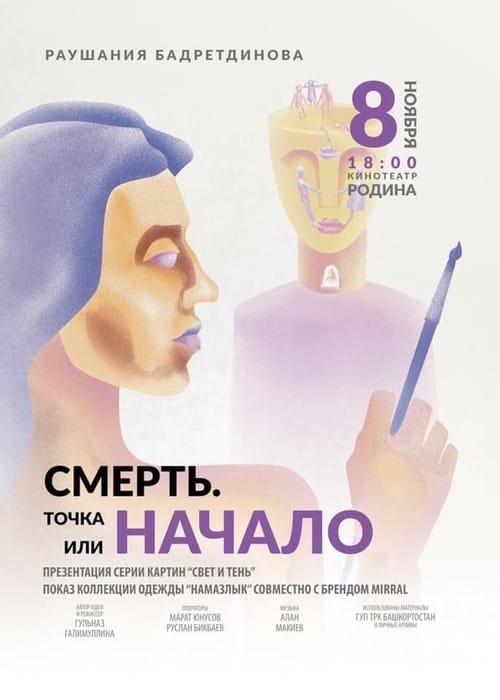 РАУШАНИЯ БАДРЕТДИНОВА
8 НОЯБРЯ
18:00
КИНОТЕАТР
РОДИНА
СМЕРТЬ.
ТОЧКА
ИЛИ НАЧАЛО
ПРЕЗЕНТАЦИЯ СЕРИИ КАРТИН “СВЕТ И ТЕНЬ”
ПОКАЗ КОЛЛЕКЦИИ ОДЕЖДЫ “НАМАЗЛЫК” СОВМЕСТНО С БРЕНДОМ MIRRAL
АВТОР ИДЕИ
И РЕЖИССЕР
ГУЛЬНАЗ
ГАЛИМУЛЛИНА
ОПЕРАТОРЫ
МАРАТ ЮНУСОВ
РУСЛАН БИКБАЕВ
МУЗЫКА
АЛАН
МАКИЕВ
ИСПОЛЬЗОВАНЫ МАТЕРИАЛЫ
ГУП ТРК БАШКОРТОСТАН
И ЛИЧНЫЕ АРХИВЫ